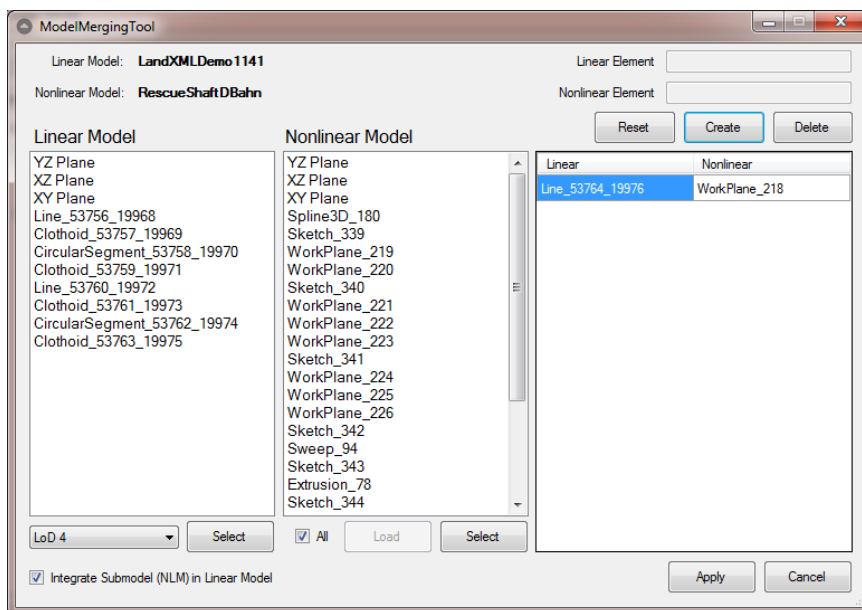 ModelMergingTool
Linear Model: LandXMLDemo1141
Linear Element
Nonlinear Model: RescueShaftDBahn
Nonlinear Element
Reset
Create
Delete
Linear Model
YZ Plane
XZ Plane
XY Plane
Line_53756_19968
Clothoid_53757_19969
CircularSegment_53758_19970
Clothoid_53759_19971
Line_53760_19972
Clothoid_53761_19973
CircularSegment_53762_19974
Clothoid_53763_19975
Nonlinear Model
YZ Plane
XZ Plane
XY Plane
Spline3D_180
Sketch_339
WorkPlane_219
WorkPlane_220
Sketch_340
WorkPlane_221
WorkPlane_222
WorkPlane_223
Sketch_341
WorkPlane_224
WorkPlane_225
WorkPlane_226
Sketch_342
Sweep_94
Sketch_343
Extrusion_78
Sketch_344
Linear Nonlinear
Line_53764_19976 WorkPlane_218
LoD 4
Select
All
Load
Select
Integrate Submodel (NLM) in Linear Model
Apply
Cancel